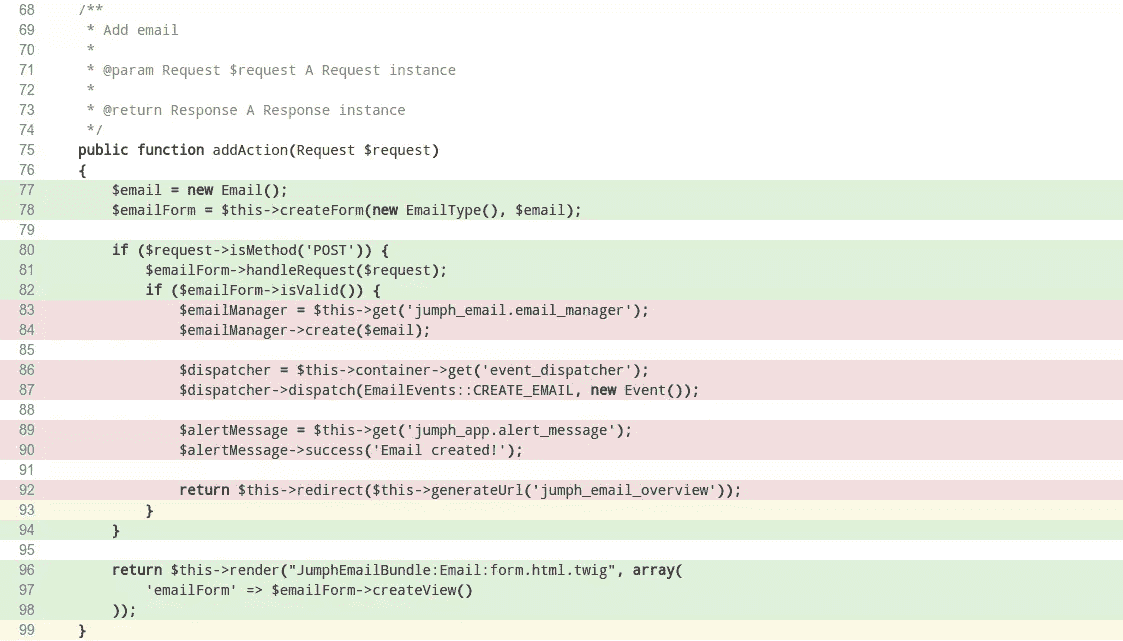 68 /**
69 * Add email
70 *
71 * @param Request $request A Request instance
72 *
73 * @return Response A Response instance
74 */
75 public function addAction(Request $request)
76 {
77 $email = new Email();
78 $emailForm = $this->createForm(new EmailType(), $email);
79
80 if ($request->isMethod('POST')) {
81 $emailForm->handleRequest($request);
82 if ($emailForm->isValid()) {
83 $emailManager = $this->get('jumph_email.email_manager');
84 $emailManager->create($email);
85
86 $dispatcher = $this->container->get('event_dispatcher');
87 $dispatcher->dispatch(EmailEvents::CREATE_EMAIL, new Event());
88
89 $alertMessage = $this->get('jumph_app.alert_message');
90 $alertMessage->success('Email created!');
91
92 return $this->redirect($this->generateUrl('jumph_email_overview'));
93 }
94 }
95
96 return $this->render("JumphEmailBundle:Email:form.html.twig", array(
97 'emailForm' => $emailForm->createView()
98 ));
99 }